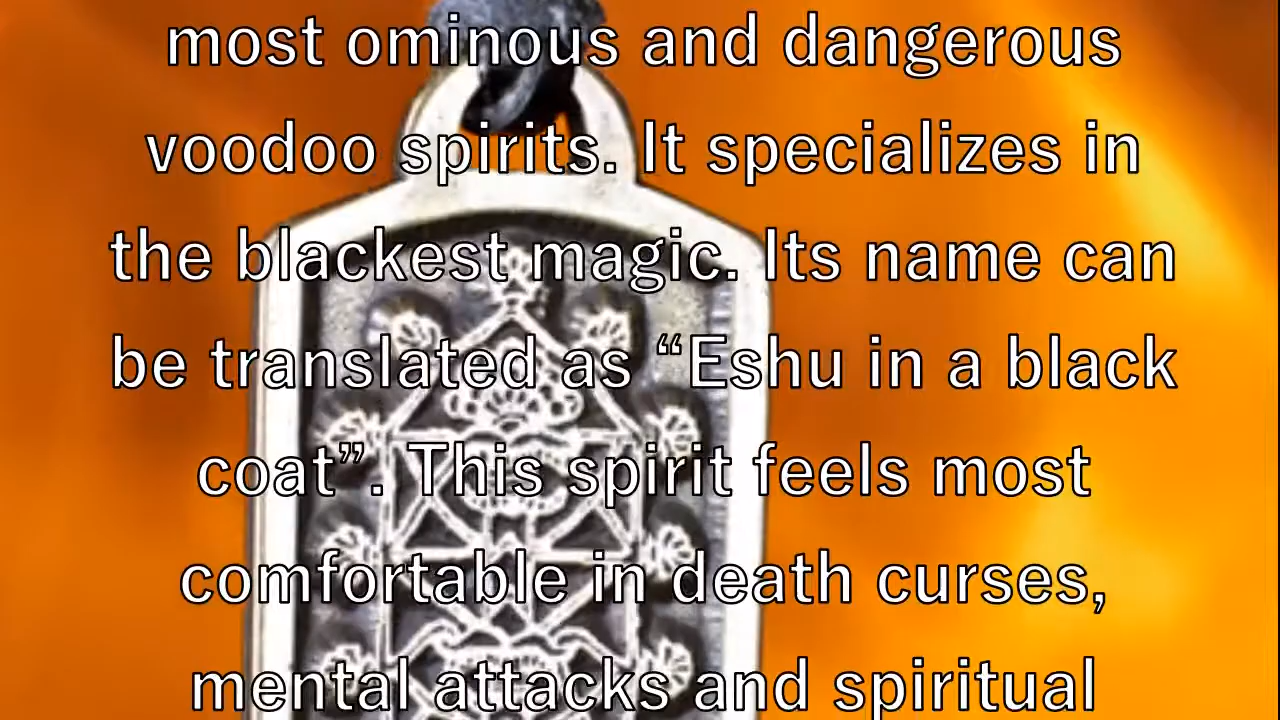 most ominous and dangerous
voodoo spirits. It specializes in
the blackest magic. Its name can
be translated as “Eshu in a black
coat”. This spirit feels most
comfortable in death curses,
mental attacks and spiritual